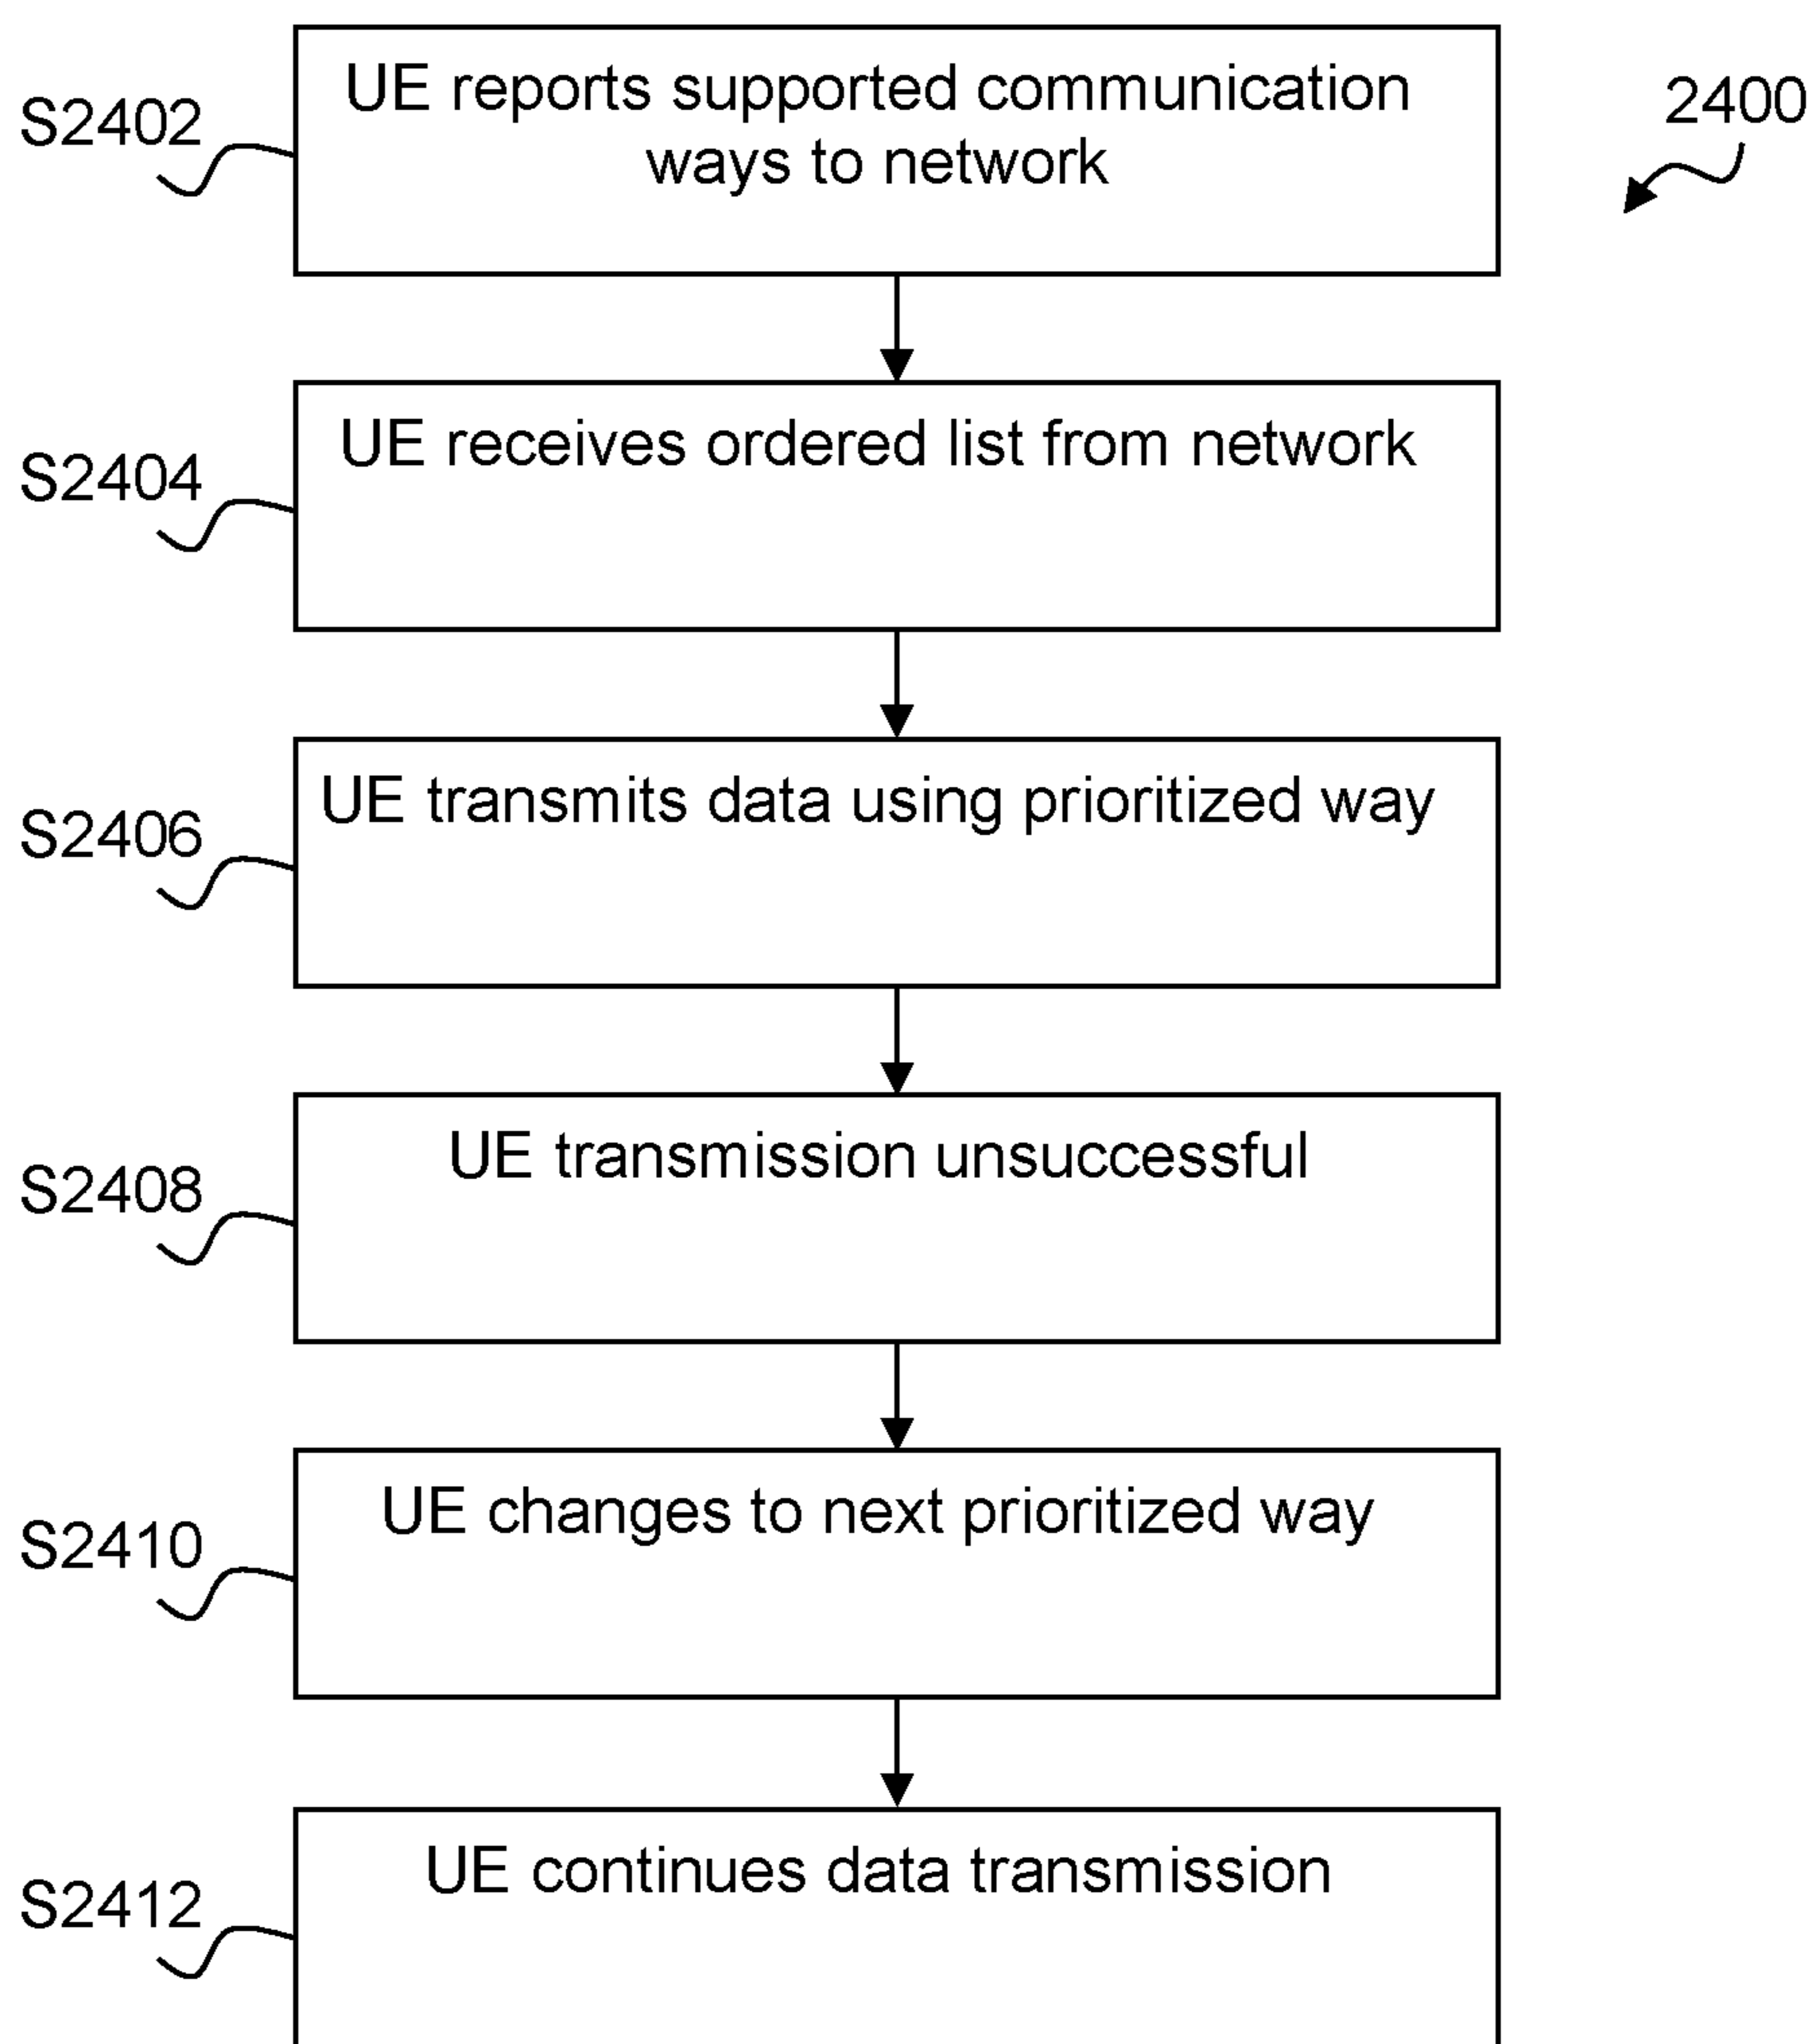 S2402
UE reports supported communication
ways to network
2400
S2404
UE receives ordered list from network
S2406
UE transmits data using prioritized way
S2408
UE transmission unsuccessful
S2410
UE changes to next prioritized way
S2412
UE continues data transmission